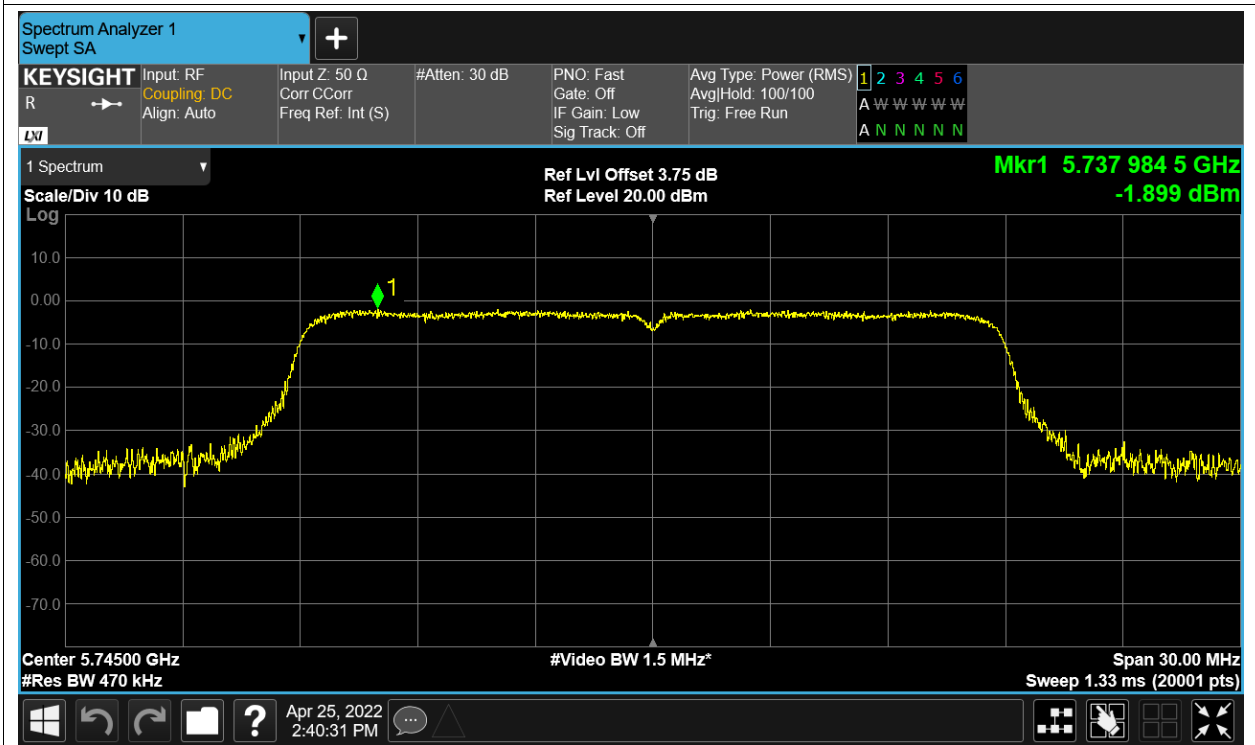 Spectrum Analyzer 1
Swept SA
KEYSIGHT
R
LXI
Input: RF
Coupling: DC
Align: Auto
Input Z: 50 Ω
Corr CCorr
Freq Ref: Int (S)
#Atten: 30 dB
PNO: Fast
Gate: Off
IF Gain: Low
Sig Track: Off
Avg Type: Power (RMS)
Avg|Hold: 100/100
Trig: Free Run
1 2 3 4 5 6
A W W W W W
A N N N N N
1 Spectrum
Scale/Div 10 dB
Log
Ref Lvl Offset 3.75 dB
Ref Level 20.00 dBm
Mkr1 5.737 984 5 GHz
-1.899 dBm
1
10.0
0.00
-10.0
-20.0
-30.0
-40.0
-50.0
-60.0
-70.0
Center 5.74500 GHz
#Res BW 470 kHz
#Video BW 1.5 MHz*
Span 30.00 MHz
Sweep 1.33 ms (20001 pts)
?
Apr 25, 2022
2:40:31 PM